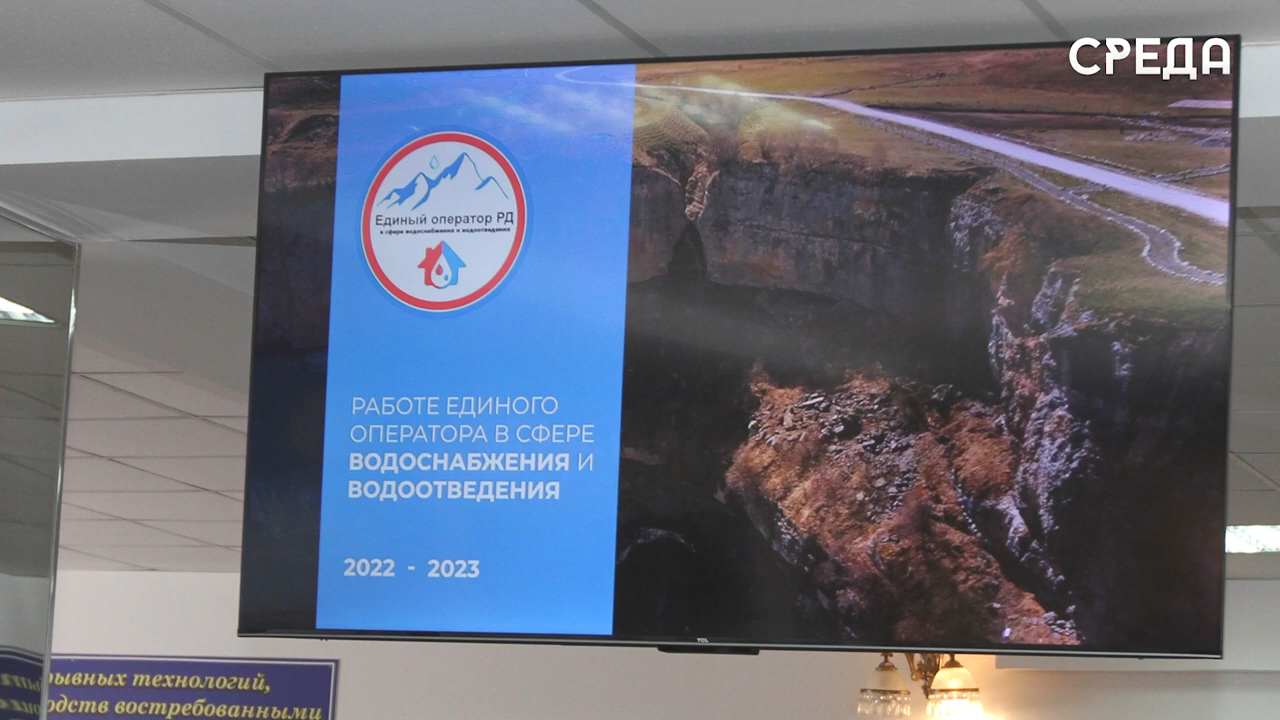 СРЕДА
Единый оператор РД
в сфере водоснабжения и водоотведения
РАБОТЕ ЕДИНОГО
ОПЕРАТОРА В СФЕРЕ
ВОДОСНАБЖЕНИЯ И
ВОДООТВЕДЕНИЯ
2022 - 2023
TCL
рывных технологий,
одств востребованными